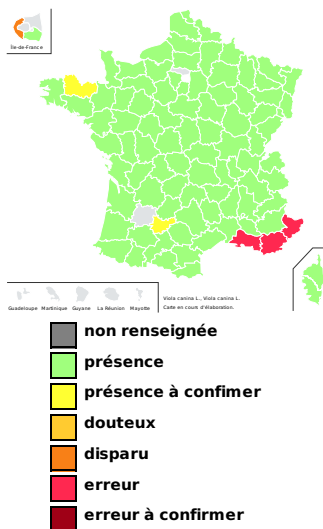 Île-de-France
Guadeloupe Martinique Guyane La Réunion Mayotte
Viola canina L., Viola canina L.
Carte en cours d'élaboration.
non renseignée
présence
présence à confimer
douteux
disparu
erreur
erreur à confirmer